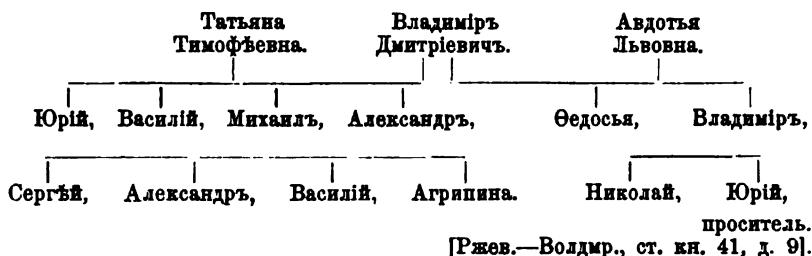 Татьяна Владиміръ Авдотья
Тимофѣевна. Дмитріевичъ. Львовна.
Юрій, Василій, Михаилъ, Александръ, Ѳедосья, Владиміръ,
Сергѣй, Александръ, Василій, Агрипина. Николай, Юрій,
проситель.
[Ржев.—Волдмр., ст. кн. 41, д. 9].